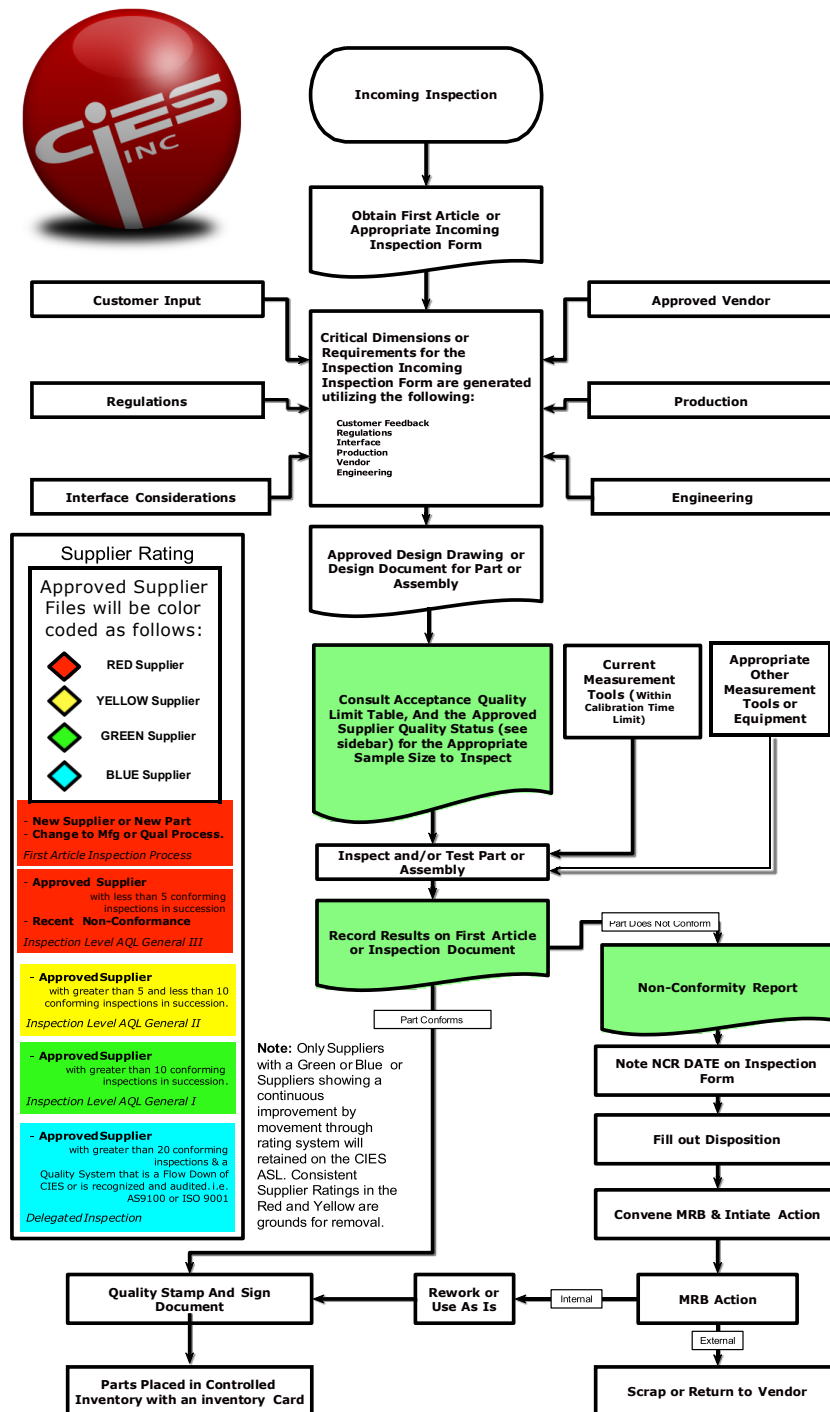 CiES
INC
Incoming Inspection
Obtain First Article or
Appropriate Incoming
Inspection Form
Customer Input
Approved Vendor
Critical Dimensions or
Requirements for the
Inspection Incoming
Inspection Form are generated
utilizing the following:
Customer Feedback
Regulations
Interface
Production
Vendor
Engineering
Regulations
Production
Interface Considerations
Engineering
Approved Design Drawing or
Design Document for Part or
Assembly
Supplier Rating
Approved Supplier
Files will be color
coded as follows:
RED Supplier
YELLOW Supplier
GREEN Supplier
BLUE Supplier
- New Supplier or New Part
- Change to Mfg or Qual Process.
First Article Inspection Process
- Approved Supplier
with less than 5 conforming
inspections in succession
- Recent Non-Conformance
Inspection Level AQL General III
- ApprovedSupplier
with greater than 5 and less than 10
conforming inspections in succession.
Inspection Level AQL General II
- ApprovedSupplier
with greater than 10 conforming
inspections in succession.
Inspection Level AQL General I
- ApprovedSupplier
with greater than 20 conforming
inspections & a
Quality System that is a Flow Down of
CIES or is recognized and audited. i.e.
AS9100 or ISO 9001
Delegated Inspection
Consult Acceptance Quality
Limit Table, And the Approved
Supplier Quality Status (see
sidebar) for the Appropriate
Sample Size to Inspect
Current
Measurement
Tools (Within
Calibration Time
Limit)
Appropriate
Other
Measurement
Tools or
Equipment
Inspect and/or Test Part or
Assembly
Record Results on First Article
or Inspection Document
Part Does Not Conform
Non-Conformity Report
Part Conforms
Note: Only Suppliers
with a Green or Blue or
Suppliers showing a
continuous
improvement by
movement through
rating system will
retained on the CIES
ASL. Consistent
Supplier Ratings in the
Red and Yellow are
grounds for removal.
Note NCR DATE on Inspection
Form
Fill out Disposition
Convene MRB & Intiate Action
MRB Action
Internal
Rework or
Use As Is
Quality Stamp And Sign
Document
External
Parts Placed in Controlled
Inventory with an inventory Card
Scrap or Return to Vendor